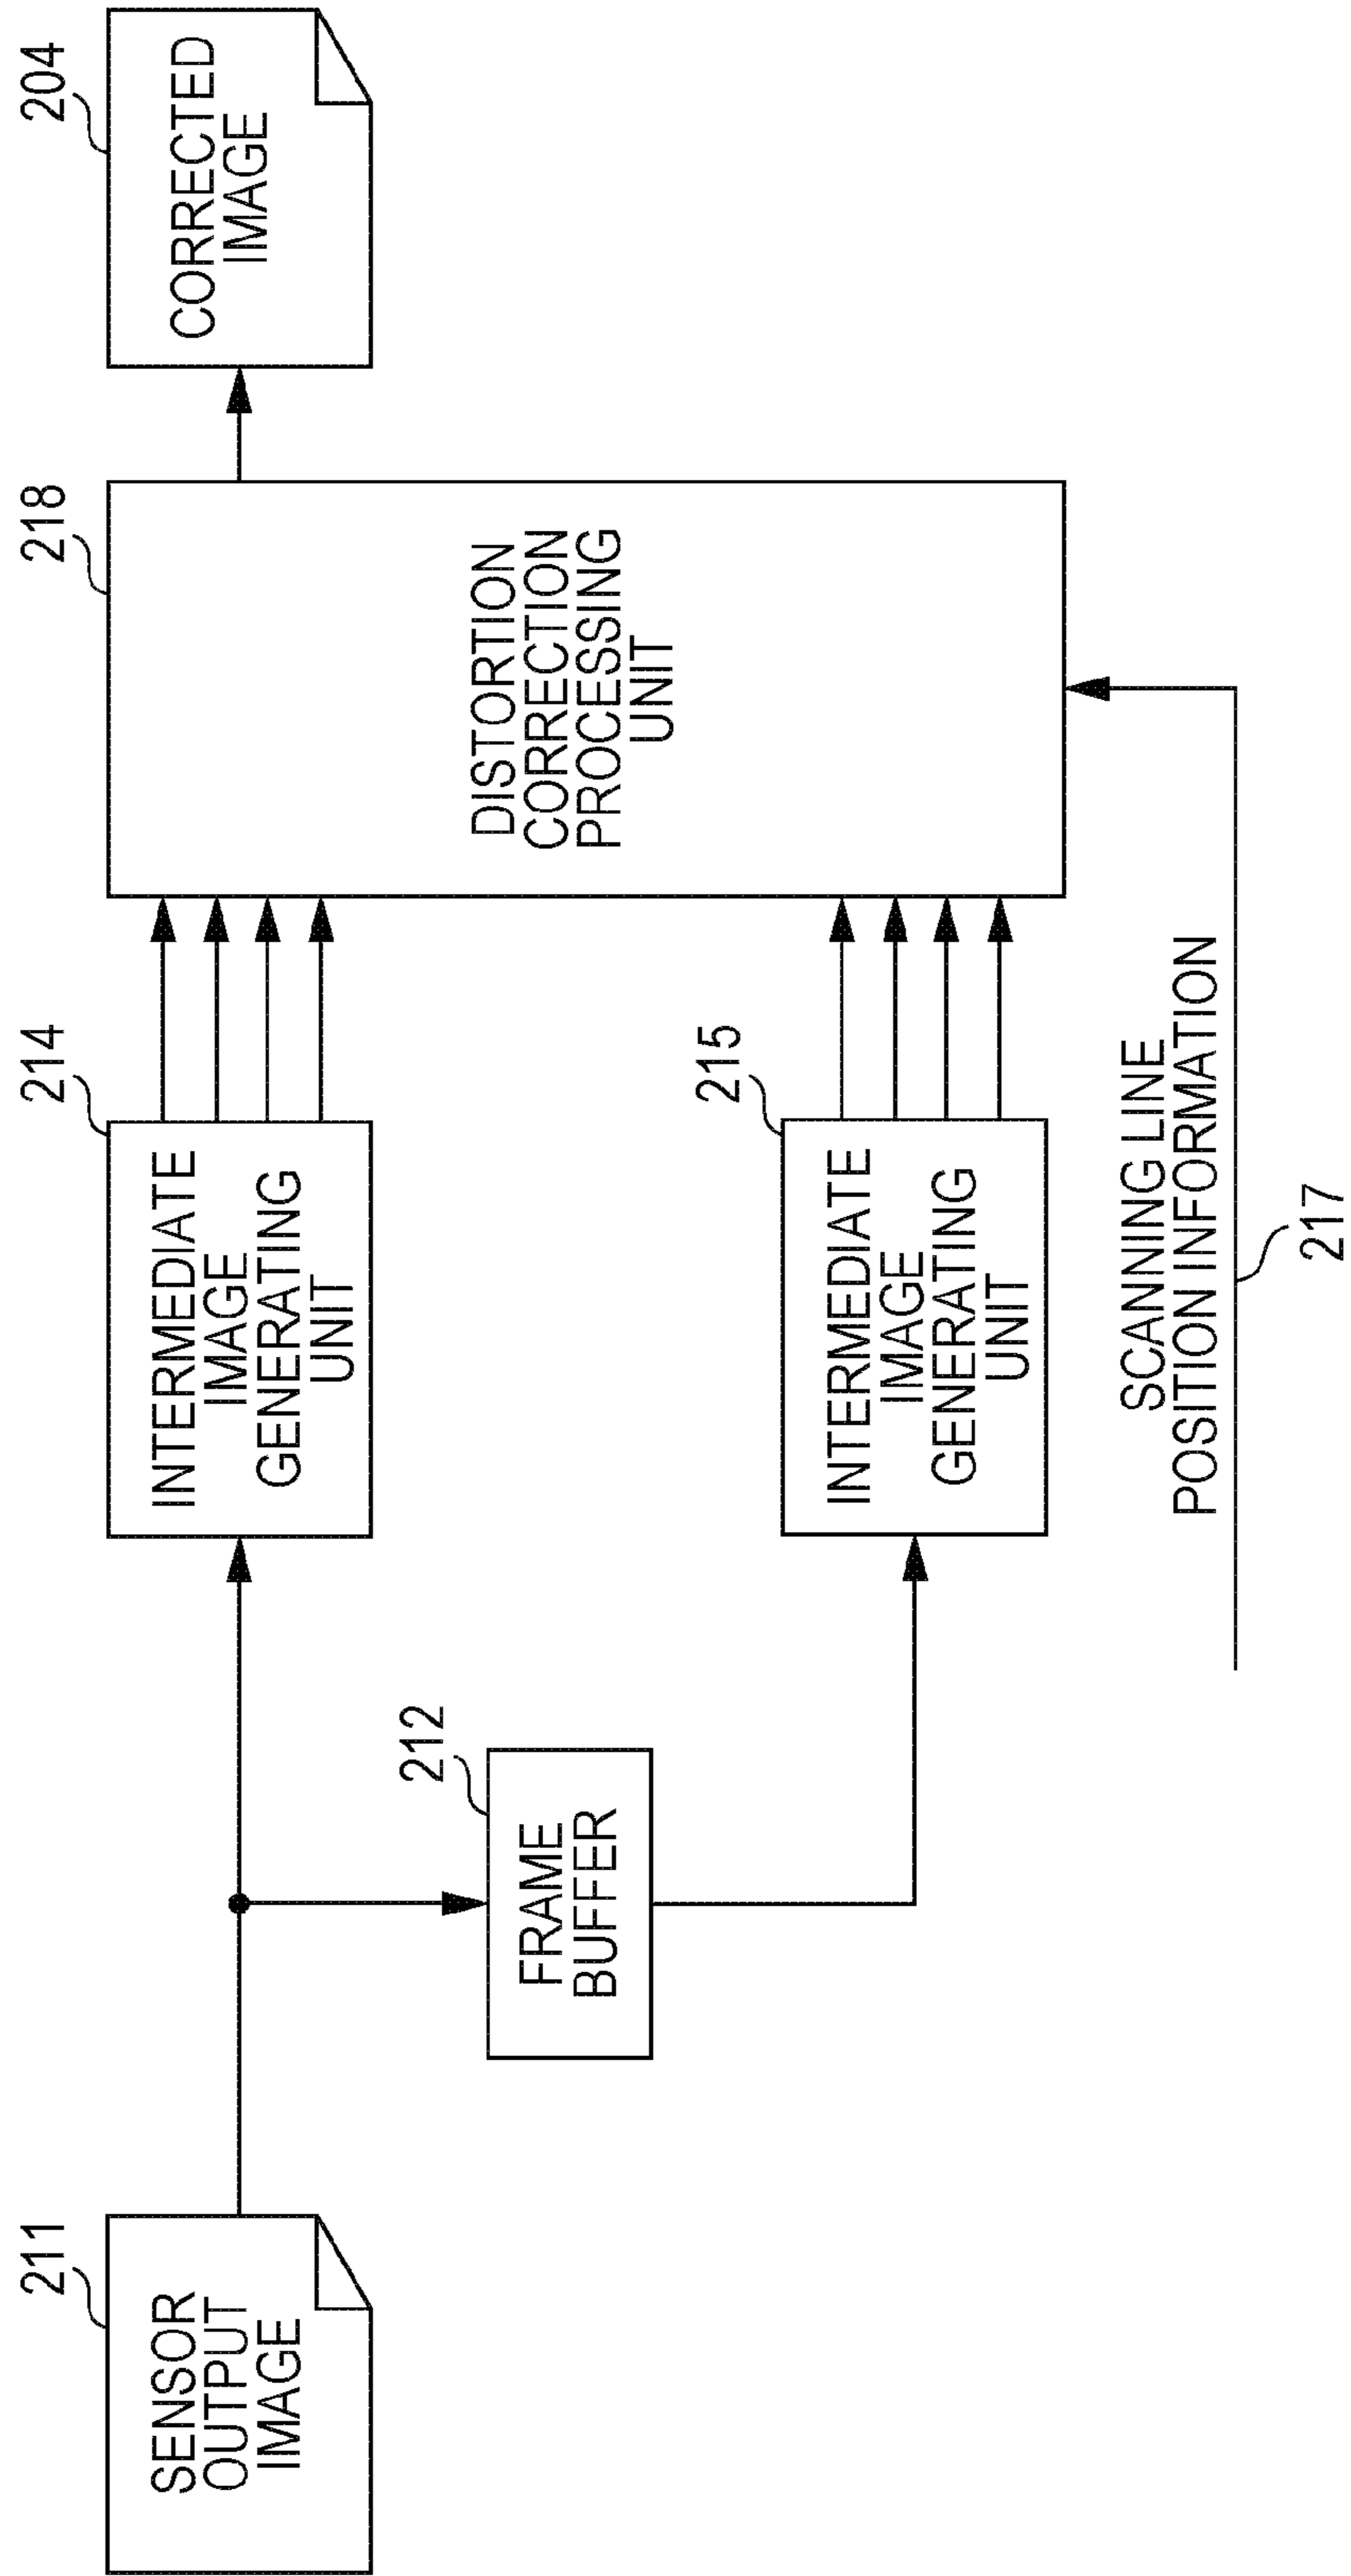 211
SENSOR
OUTPUT
IMAGE
212
FRAME
BUFFER
214
INTERMEDIATE
IMAGE
GENERATING
UNIT
215
INTERMEDIATE
IMAGE
GENERATING
UNIT
SCANNING LINE
POSITION INFORMATION
217
218
DISTORTION
CORRECTION
PROCESSING
UNIT
204
CORRECTED
IMAGE